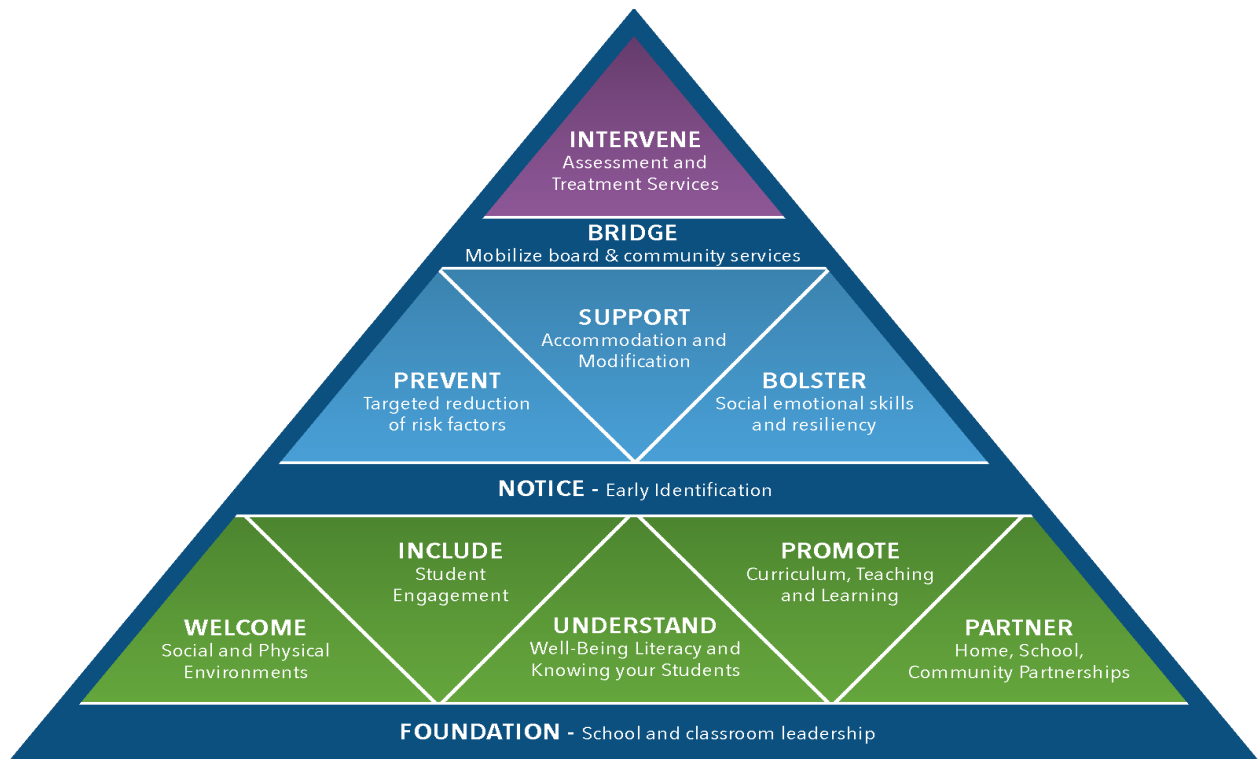 INTERVENE
Assessment and
Treatment Services
BRIDGE
Mobilize board & community services
SUPPORT
Accommodation and
Modification
PREVENT
Targeted reduction
of risk factors
BOLSTER
Social emotional skills
and resiliency
NOTICE - Early Identification
INCLUDE
Student
Engagement
PROMOTE
Curriculum, Teaching
and Learning
WELCOME
Social and Physical
Environments
UNDERSTAND
Well-Being Literacy and
Knowing your Students
PARTNER
Home, School,
Community Partnerships
FOUNDATION - School and classroom leadership